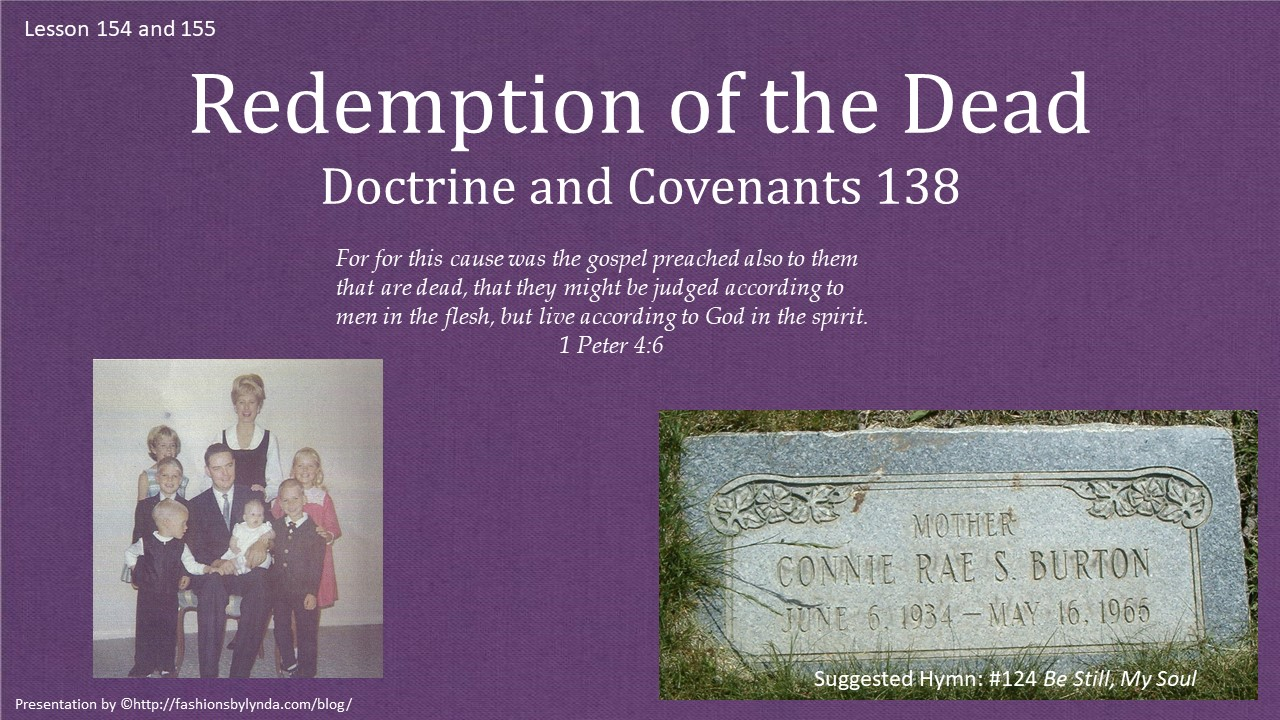 Lesson 154 and 155
Redemption of the Dead
Doctrine and Covenants 138
For for this cause was the gospel preached also to them
that are dead, that they might be judged according to
men in the flesh, but live according to God in the spirit.
1 Peter 4:6
MOTHER
CONNIE RAE S. BURTON
JUNE 6, 1934 — MAY 16, 1965
Suggested Hymn: #124 Be Still, My Soul
Presentation by ©http://fashionsbylynda.com/blog/